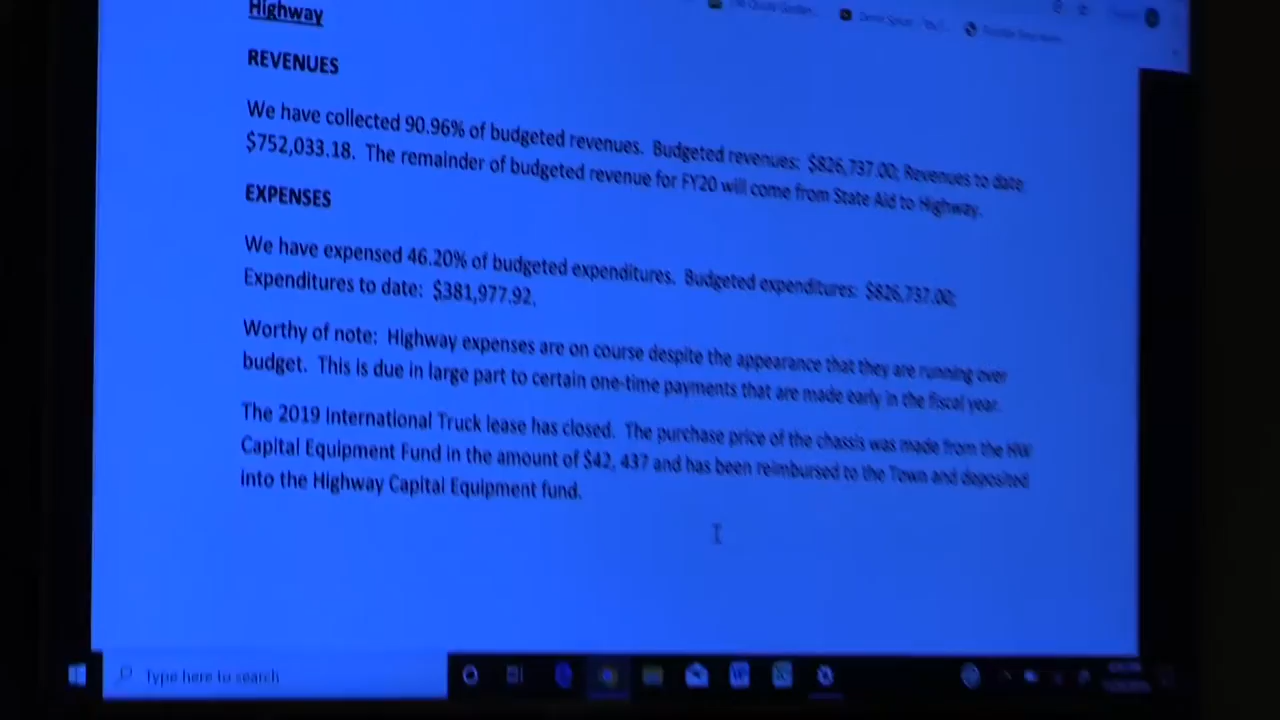 Highway
REVENUES
We have collected 90.96% of budgeted revenues. Budgeted revenues: $826,737.00; Revenues to date
$752,033.18. The remainder of budgeted revenue for FY20 will come from State Aid to Highway.
EXPENSES
We have expensed 46.20% of budgeted expenditures. Budgeted expenditures: $826,737.00;
Expenditures to date: $381,977.92.
Worthy of note: Highway expenses are on course despite the appearance that they are running over
budget. This is due in large part to certain one-time payments that are made early in the fiscal year.
The 2019 International Truck lease has closed. The purchase price of the chassis was made from the HW
Capital Equipment Fund in the amount of $42, 437 and has been reimbursed to the Town and deposited
into the Highway Capital Equipment fund.
Type here to search